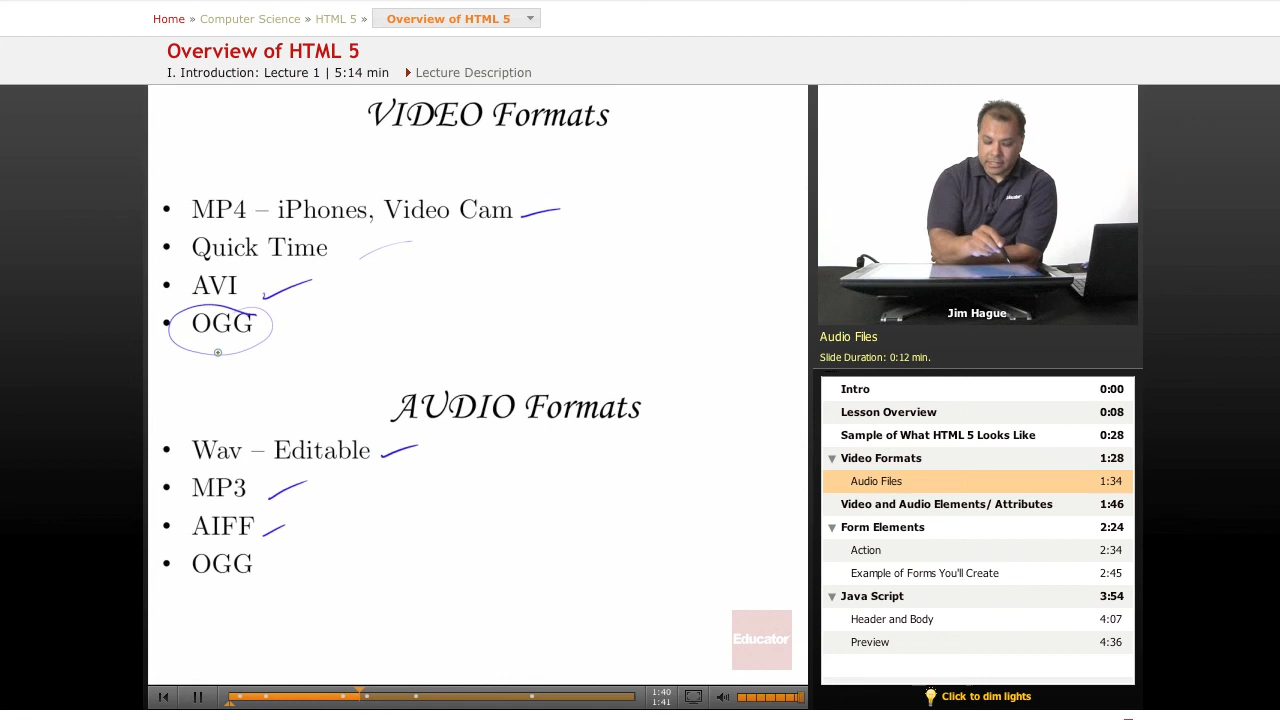 Home » Computer Science » HTML 5 » Overview of HTML 5
Overview of HTML 5
I. Introduction: Lecture 1 | 5:14 min Lecture Description
VIDEO Formats
• MP4 – iPhones, Video Cam
• Quick Time
• AVI
• OGG
AUDIO Formats
• Wav – Editable
• MP3
• AIFF
• OGG
Educator
Jim Hague
Audio Files
Slide Duration: 0:12 min.
Intro 0:00
Lesson Overview 0:08
Sample of What HTML 5 Looks Like 0:28
Video Formats 1:28
Audio Files 1:34
Video and Audio Elements/ Attributes 1:46
Form Elements 2:24
Action 2:34
Example of Forms You'll Create 2:45
Java Script 3:54
Header and Body 4:07
Preview 4:36
1:40
1:41
Click to dim lights